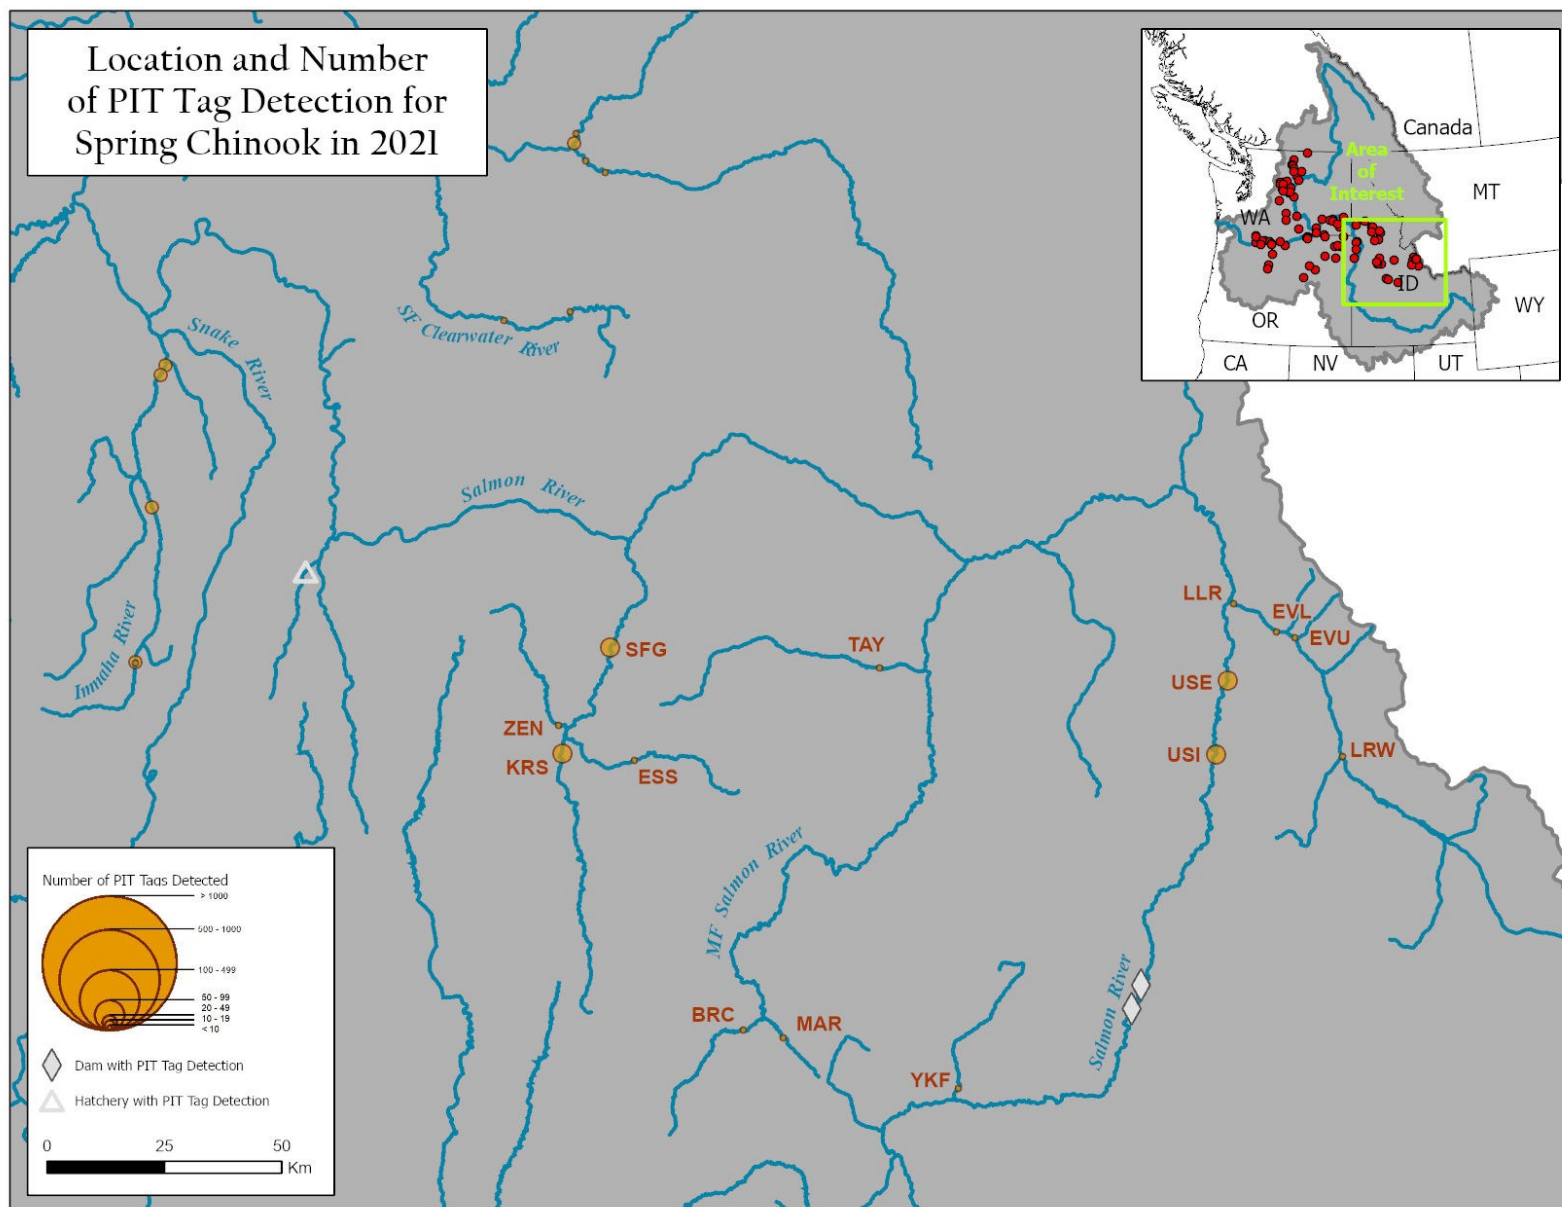 Location and Number
of PIT Tag Detection for
Spring Chinook in 2021
Canada
Area
of
Interest
MT
WA
ID
WY
OR
CA
NV
UT
Snake River
SF Clearwater River
Salmon River
Inmaha River
LLR
EVL
EVU
SFG
TAY
USE
ZEN
KRS
ESS
USI
LRW
MF Salmon River
Salmon River
BRC
MAR
YKF
Number of PIT Tags Detected
> 1000
500 - 1000
100 - 499
50 - 99
20 - 49
10 - 19
< 10
Dam with PIT Tag Detection
Hatchery with PIT Tag Detection
0 25 50
Km